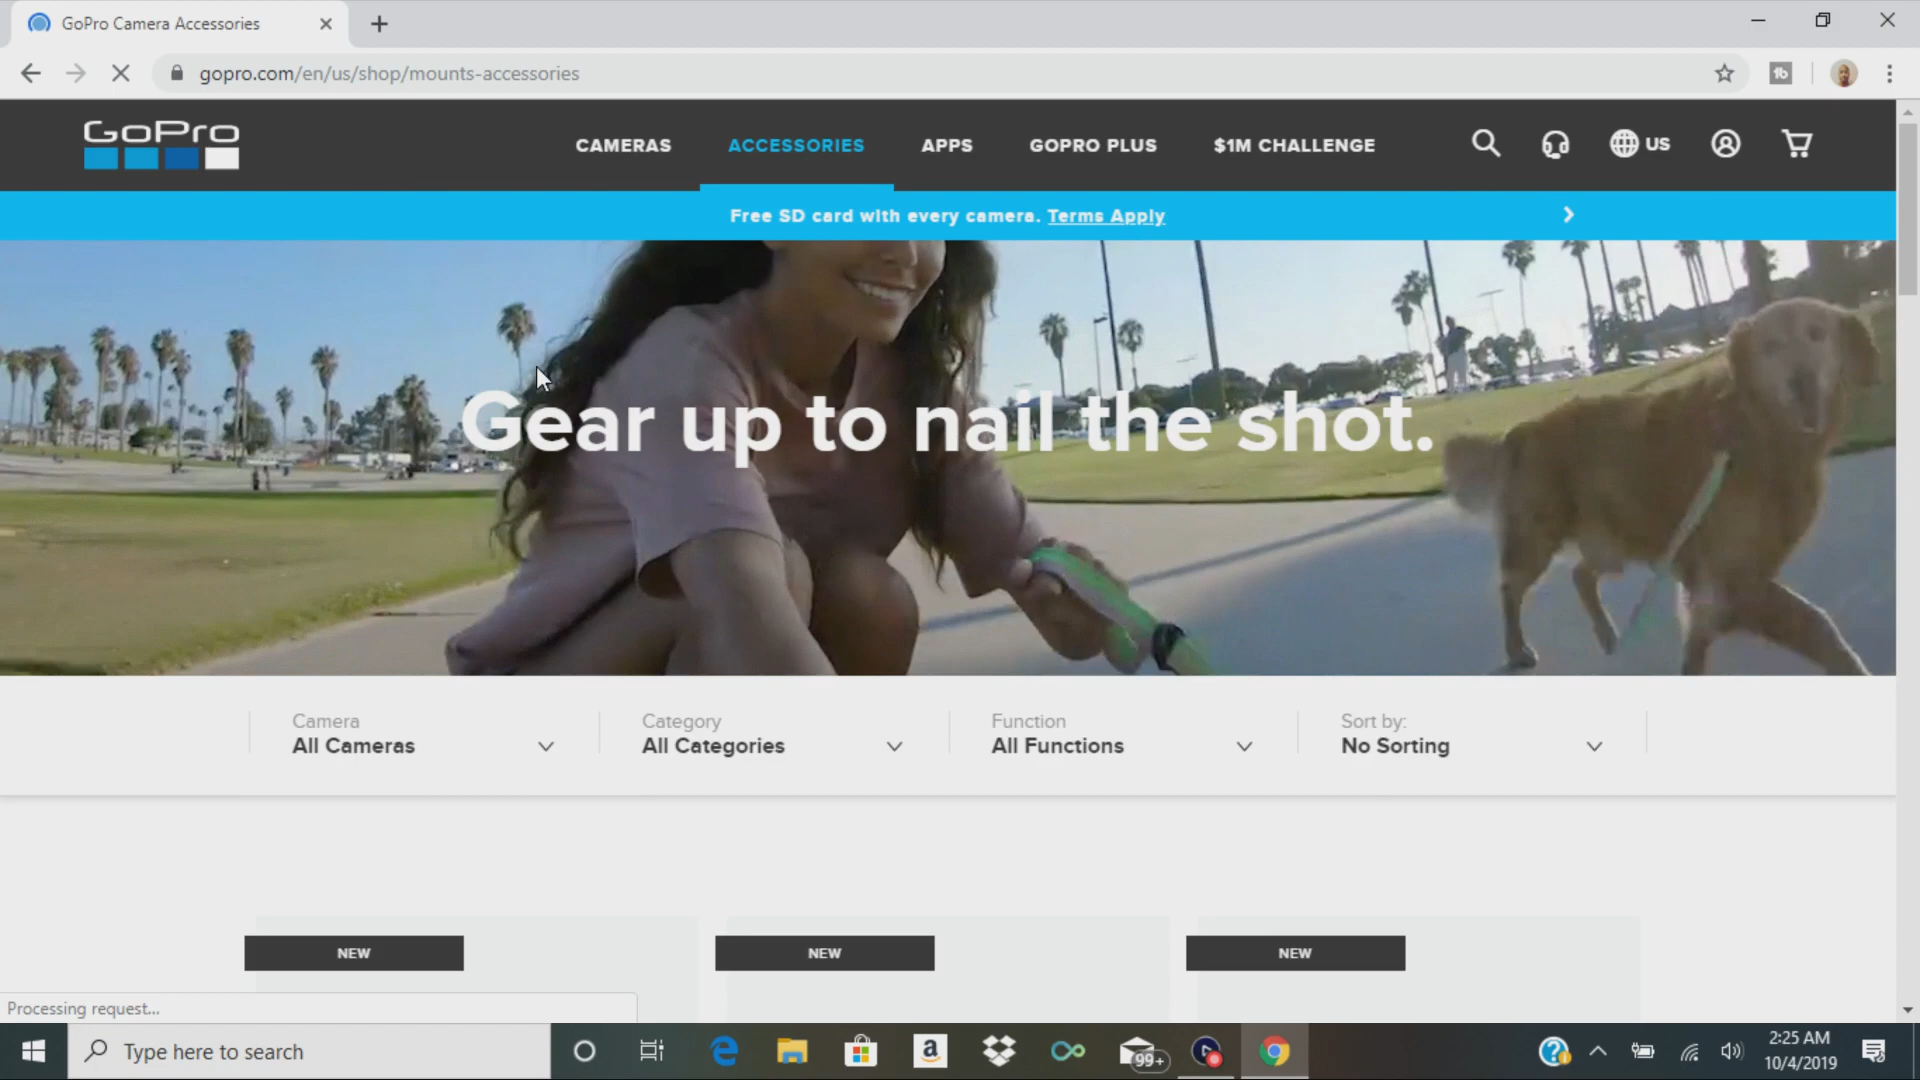 GoPro Camera Accessories
gopro.com/en/us/shop/mounts-accessories
GoPro
CAMERAS
ACCESSORIES
APPS
GOPRO PLUS
$1M CHALLENGE
US
Free SD card with every camera. Terms Apply
Gear up to nail the shot.
Camera
All Cameras
Category
All Categories
Function
All Functions
Sort by:
No Sorting
NEW
NEW
NEW
Processing request...
Type here to search
99+
2:25 AM
10/4/2019